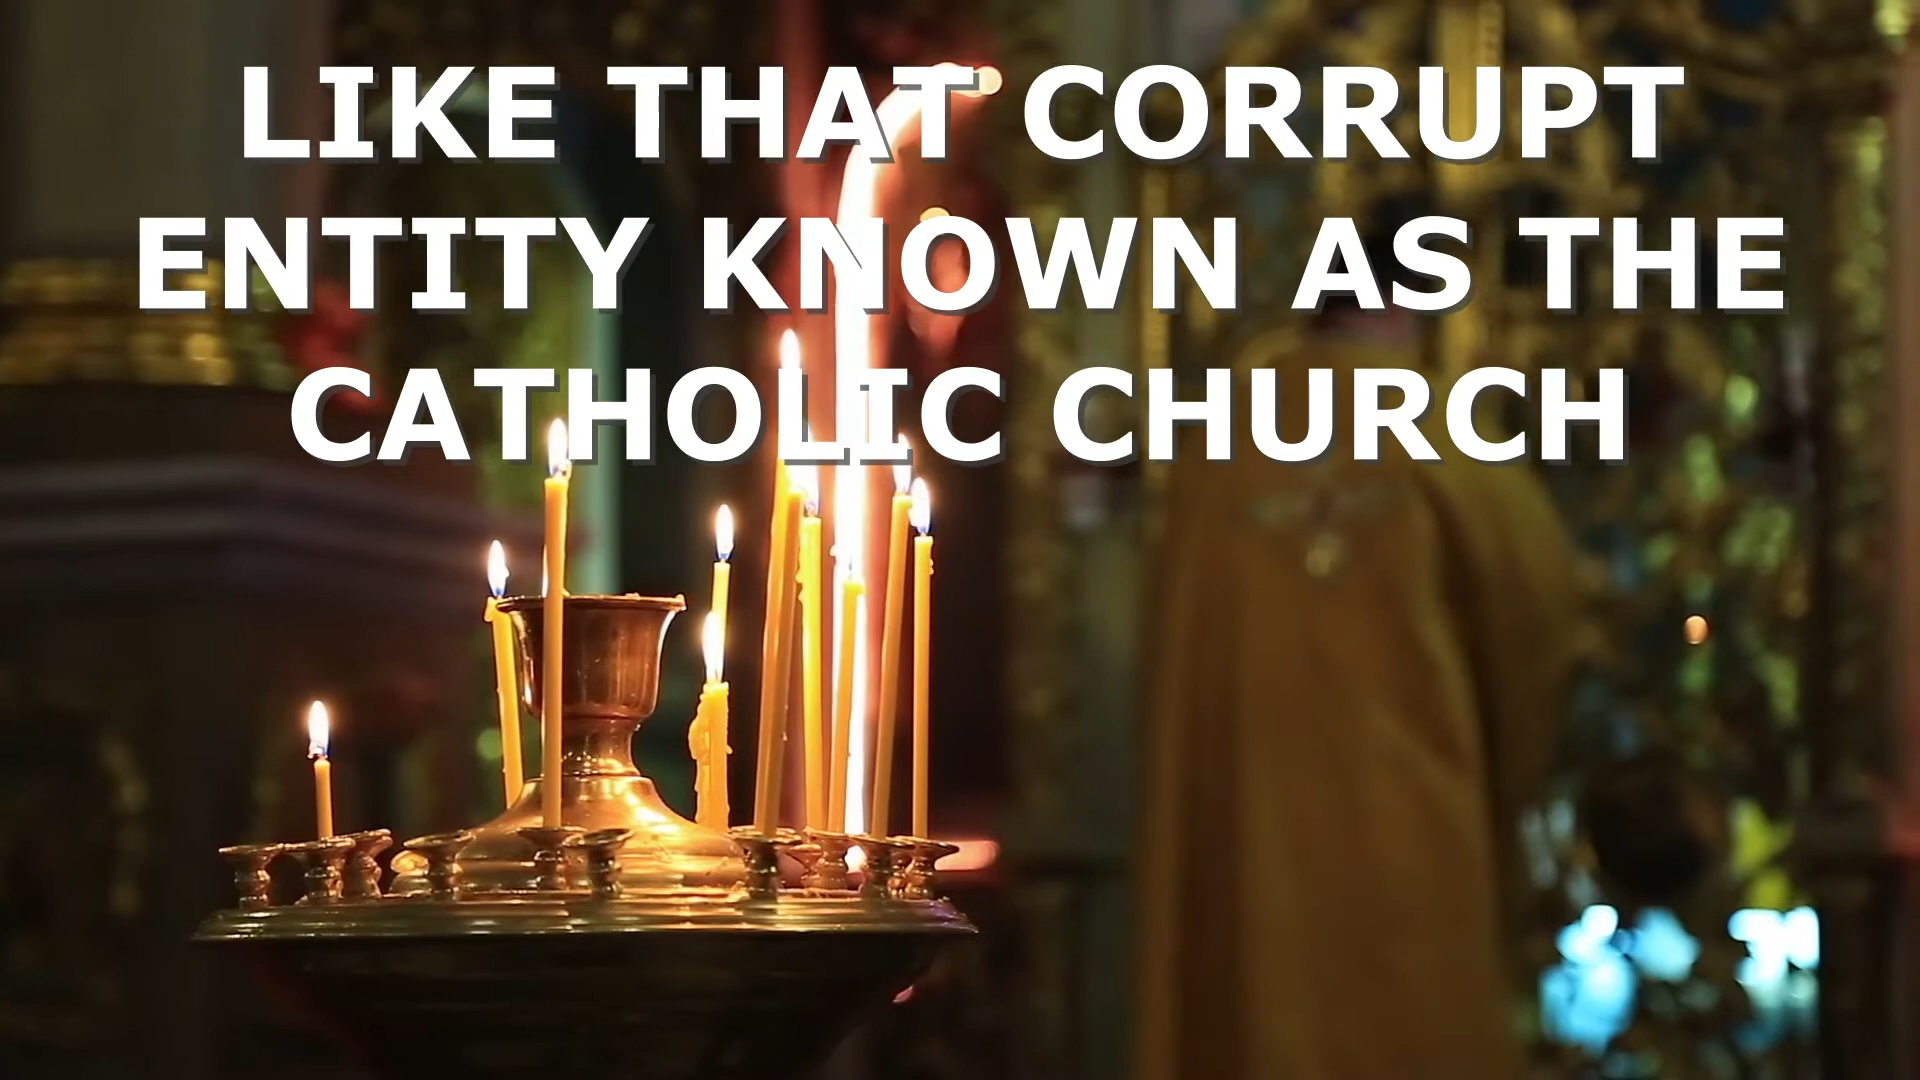 LIKE THAT CORRUPT
ENTITY KNOWN AS THE
CATHOLIC CHURCH